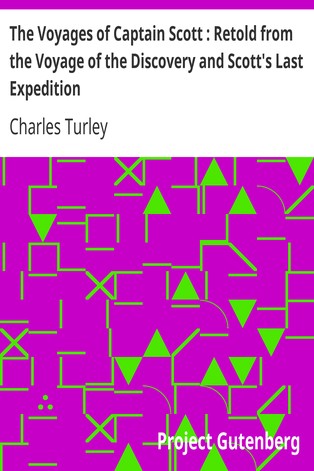 The Voyages of Captain Scott : Retold from
the Voyage of the Discovery and Scott's Last
Expedition
Charles Turley
Project Gutenberg